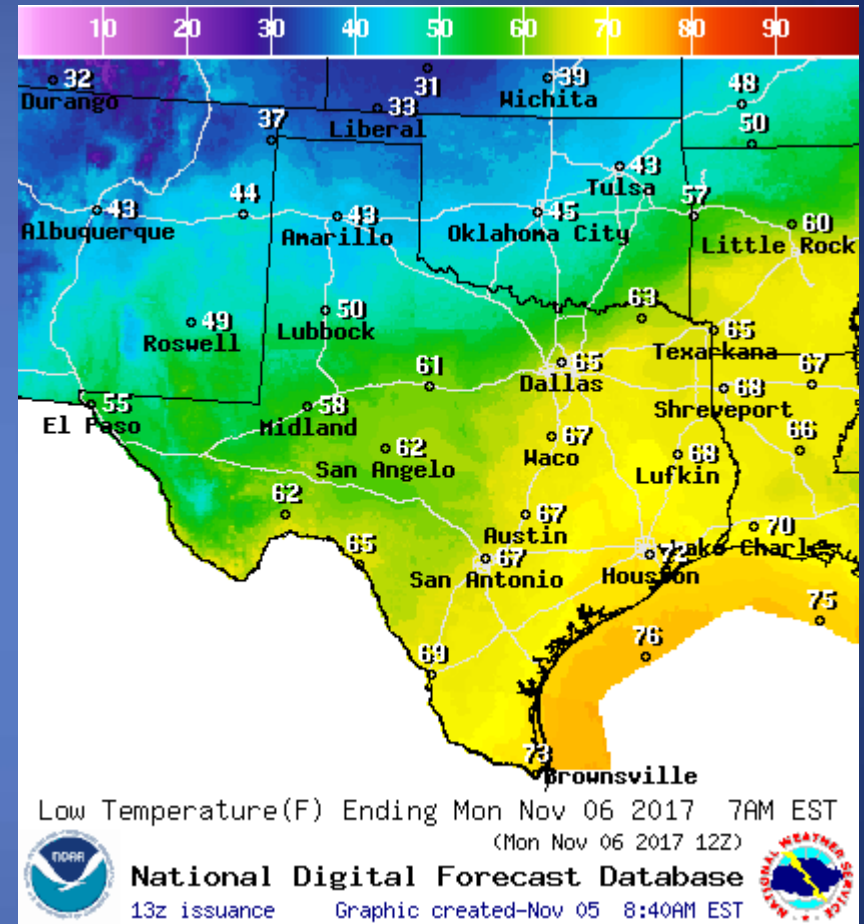 10 20 30 40 50 60 70 80 90
32 31 39 48
Durango 33 Wichita
Liberal
37 50
43 Tulsa
43 44 43 45 57 60
Albuquerque Amarillo Oklahoma City Little Rock
49 50 63 65
Roswell Lubbock Texarkana
61 65 67
Dallas 68
55 58 Shreveport
El Paso Midland
62 67 68 66
San Angelo Waco Lufkin
62 67 70
Austin Lake Charles
65 67 72
San Antonio Houston
75
76
69
73
Brownsville
Low Temperature(F) Ending Mon Nov 06 2017 7AM EST
(Mon Nov 06 2017 12Z)
NOAA
NATIONAL WEATHER SERVICE
National Digital Forecast Database
13z issuance Graphic created-Nov 05 8:40AM EST